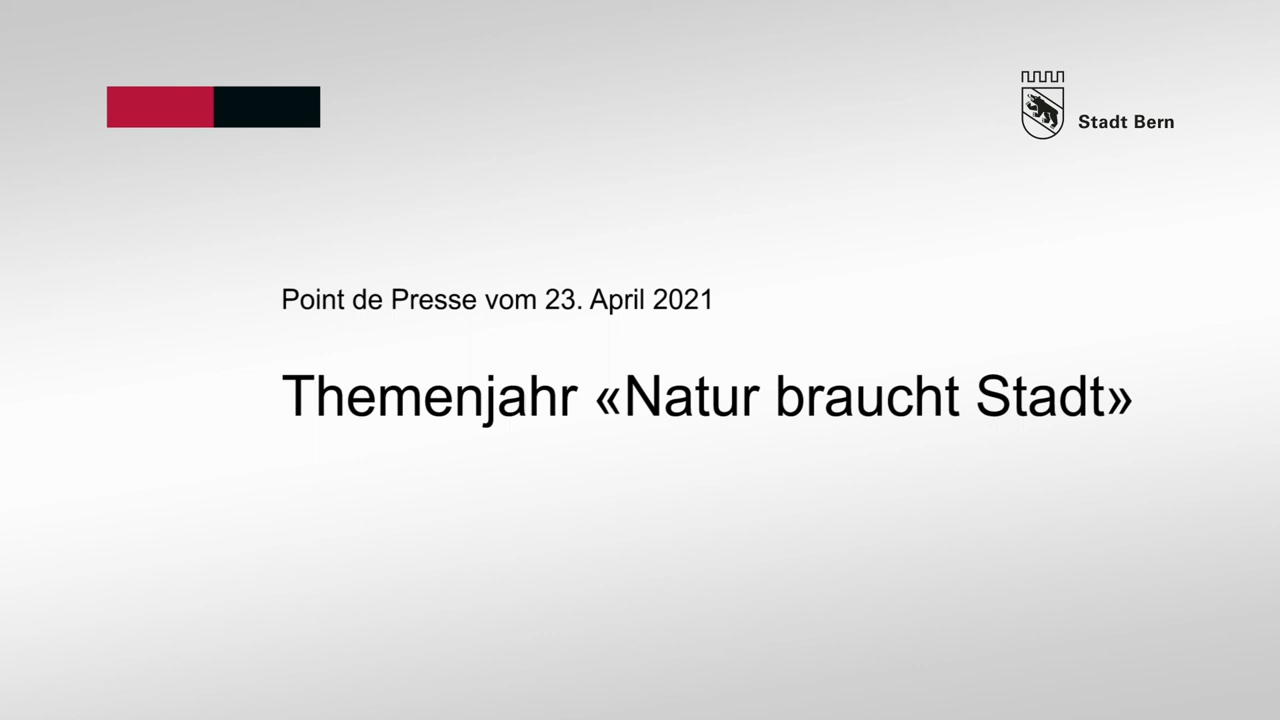 Stadt Bern
Point de Presse vom 23. April 2021
Themenjahr «Natur braucht Stadt»